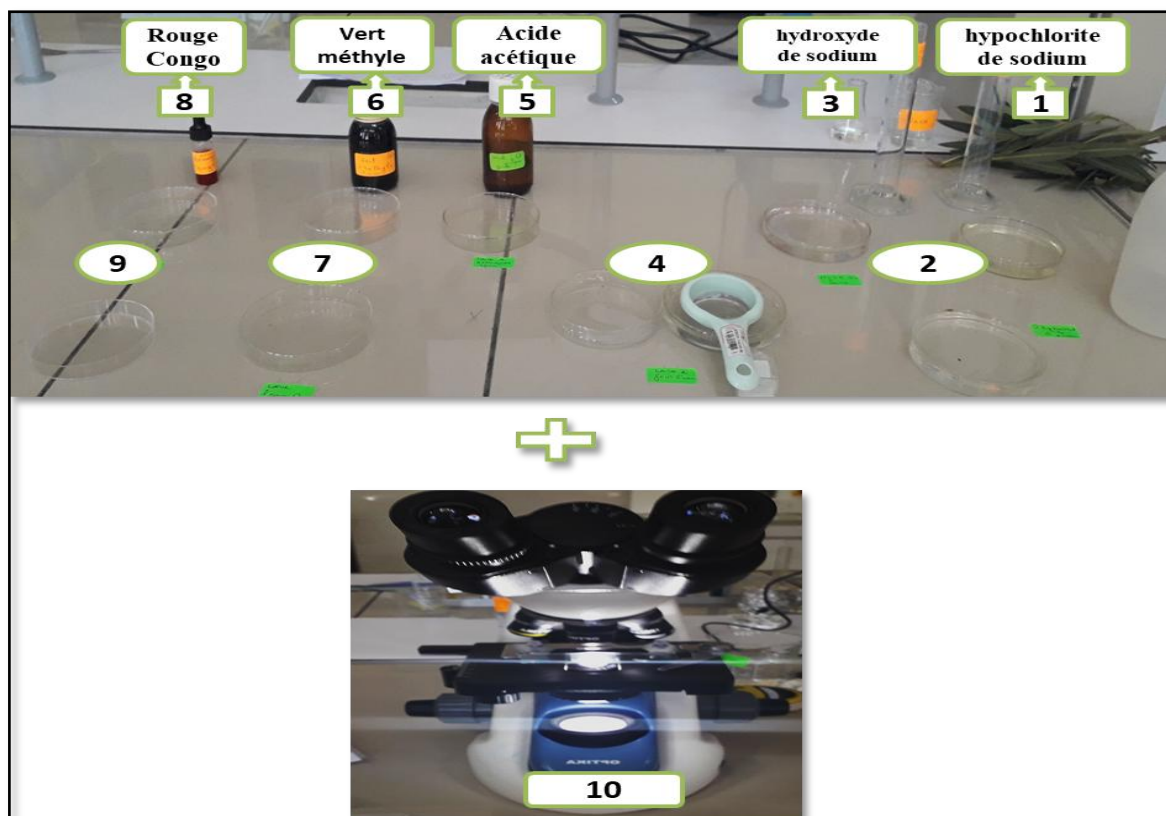 Rouge
Congo
8
Vert
méthyle
6
Acide
acétique
5
hydroxyde
de sodium
3
hypochlorite
de sodium
1
9
7
4
2
OPTIKA
10